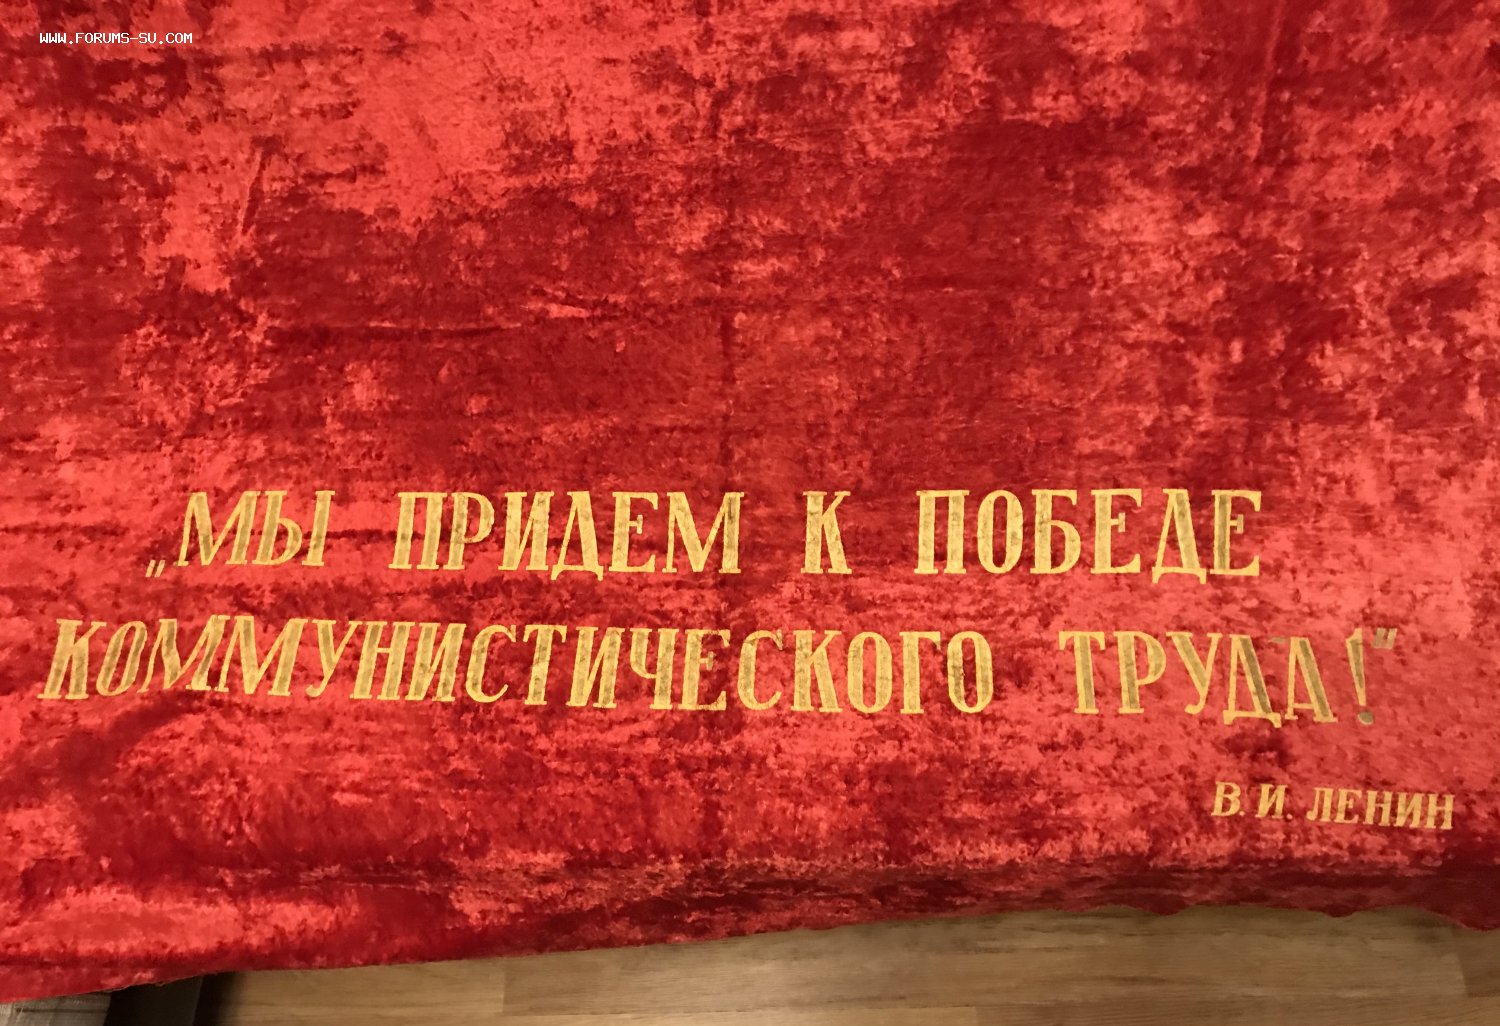 WWW.FORUMS-SU.COM
„МЫ ПРИДЕМ К ПОБЕДЕ
КОММУНИСТИЧЕСКОГО ТРУДА!"
В. И. ЛЕНИН